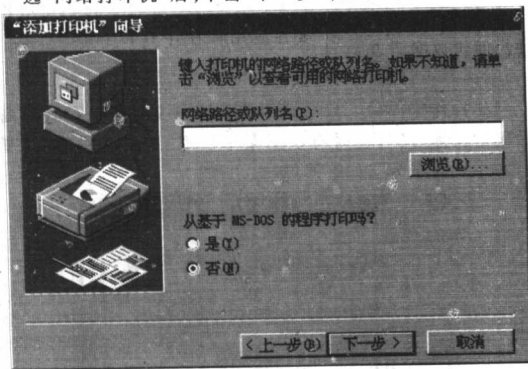 “添加打印机”向导
键入打印机的网络路径或队列名。如果不知道，请单
击“浏览”以查看可用的网络打印机。
网络路径或队列名(P):
浏览(R)...
从基于 MS-DOS 的程序打印吗?
是(Y)
否(N)
<上一步(B)
下一步 >
取消